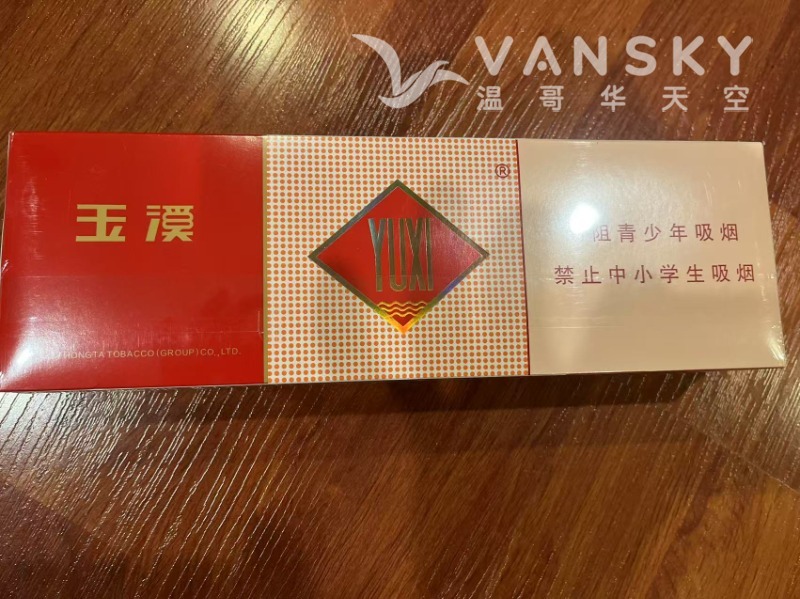 VANSKY
温哥华天空
玉溪
YUXI
®
阻青少年吸烟
禁止中小学生吸烟
HONGTA TOBACCO (GROUP) CO., LTD.